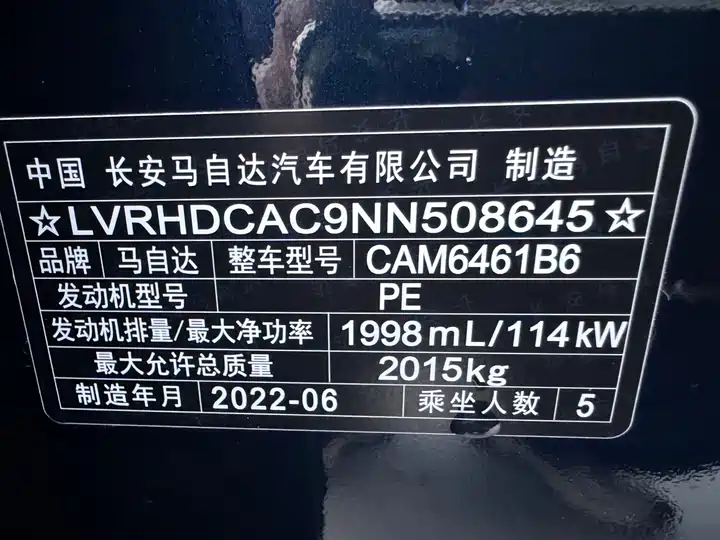 中国 长安马自达汽车有限公司 制造
☆LVRHDCAC9NN508645☆
品牌 马自达 整车型号 CAM6461B6
发动机型号 PE
发动机排量/最大净功率 1998mL/114kW
最大允许总质量 2015kg
制造年月 2022-06 乘坐人数 5